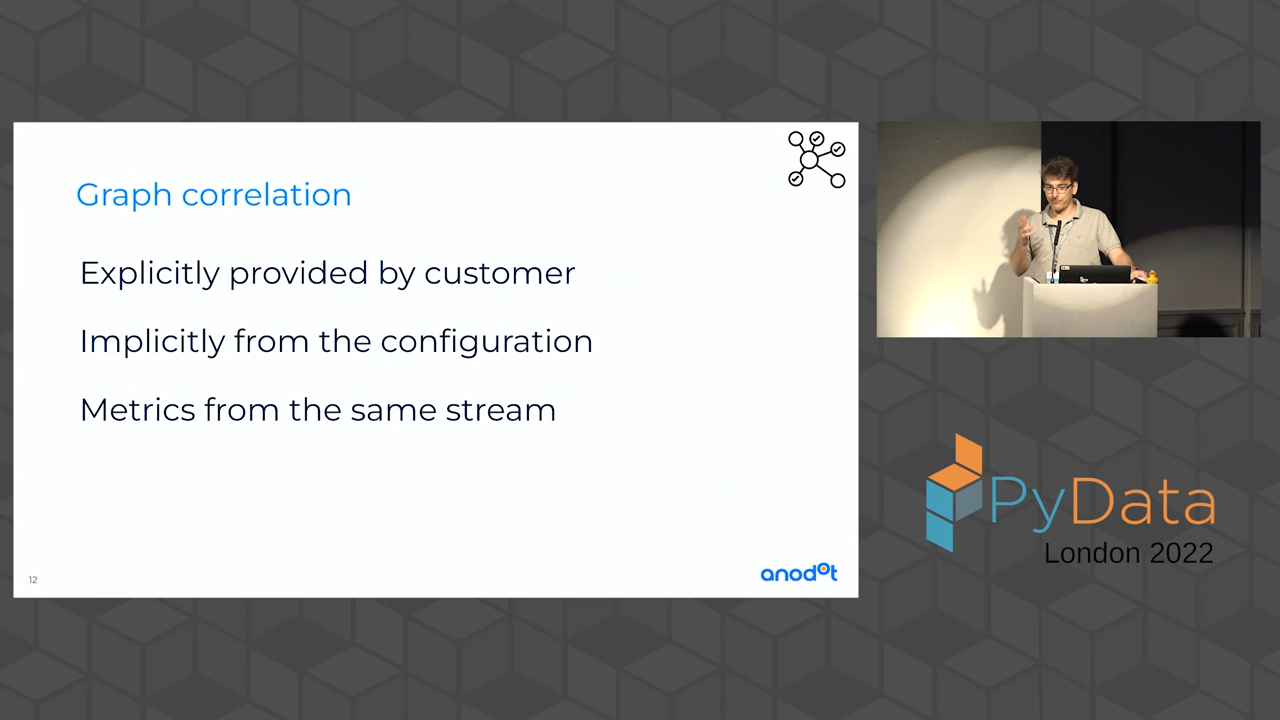 Graph correlation
Explicitly provided by customer
Implicitly from the configuration
Metrics from the same stream
12
anodot
PyData
London 2022